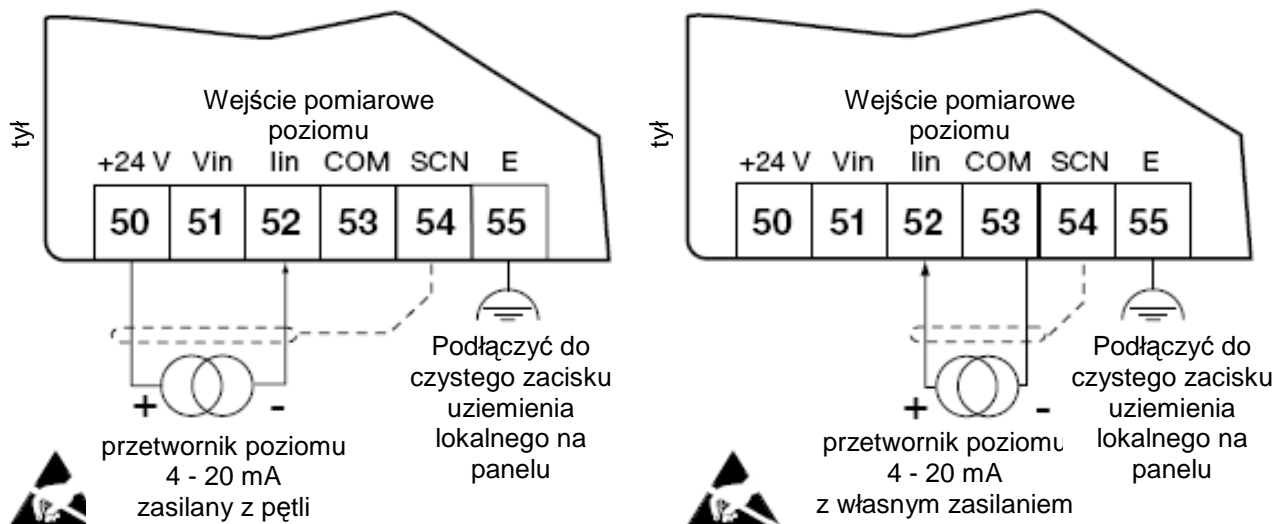 tył
Wejście pomiarowe
poziomu
+24 V Vin Iin COM SCN E
50 51 52 53 54 55
+ -
przetwornik poziomu
4 - 20 mA
zasilany z pętli
Podłączyć do
czystego zacisku
uziemienia
lokalnego na
panelu
tył
Wejście pomiarowe
poziomu
+24 V Vin Iin COM SCN E
50 51 52 53 54 55
+ -
przetwornik poziomu
4 - 20 mA
z własnym zasilaniem
Podłączyć do
czystego zacisku
uziemienia
lokalnego na
panelu